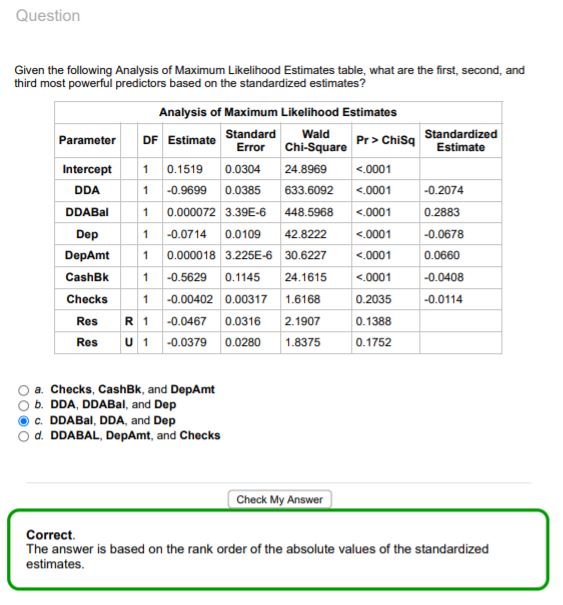 Question
Given the following Analysis of Maximum Likelihood Estimates table, what are the first, second, and
third most powerful predictors based on the standardized estimates?
Analysis of Maximum Likelihood Estimates
Parameter DF Estimate Standard Error Wald Chi-Square Pr > ChiSq Standardized Estimate
Intercept 1 0.1519 0.0304 24.8969 <.0001
DDA 1 -0.9699 0.0385 633.6092 <.0001 -0.2074
DDABal 1 0.000072 3.39E-6 448.5968 <.0001 0.2883
Dep 1 -0.0714 0.0109 42.8222 <.0001 -0.0678
DepAmt 1 0.000018 3.225E-6 30.6227 <.0001 0.0660
CashBk 1 -0.5629 0.1145 24.1615 <.0001 -0.0408
Checks 1 -0.00402 0.00317 1.6168 0.2035 -0.0114
Res R 1 -0.0467 0.0316 2.1907 0.1388
Res U 1 -0.0379 0.0280 1.8375 0.1752
a. Checks, CashBk, and DepAmt
b. DDA, DDABal, and Dep
c. DDABal, DDA, and Dep
d. DDABAL, DepAmt, and Checks
Check My Answer
Correct.
The answer is based on the rank order of the absolute values of the standardized
estimates.